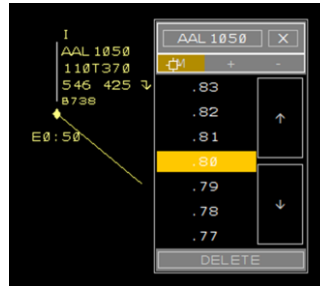 I
AAL 1050
110T370
546 425 ↴
B738
E0:50
AAL 1050 X
M + -
.83
.82
.81
.80
.79
.78
.77
↑
↓
DELETE